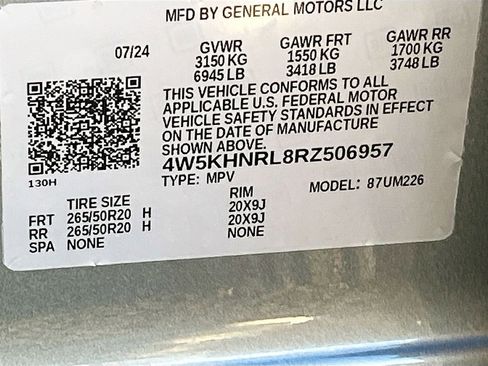 MFD BY GENERAL MOTORS LLC
07/24 GVWR GAWR FRT GAWR RR
3150 KG 1550 KG 1700 KG
6945 LB 3418 LB 3748 LB
THIS VEHICLE CONFORMS TO ALL
APPLICABLE U.S. FEDERAL MOTOR
VEHICLE SAFETY STANDARDS IN EFFECT
ON THE DATE OF MANUFACTURE
SHOWN ABOVE.
4W5KHNRL8RZ506957
130H TYPE: MPV MODEL: 87UM226
TIRE SIZE RIM
FRT 265/50R20 H 20X9J
RR 265/50R20 H 20X9J
SPA NONE NONE